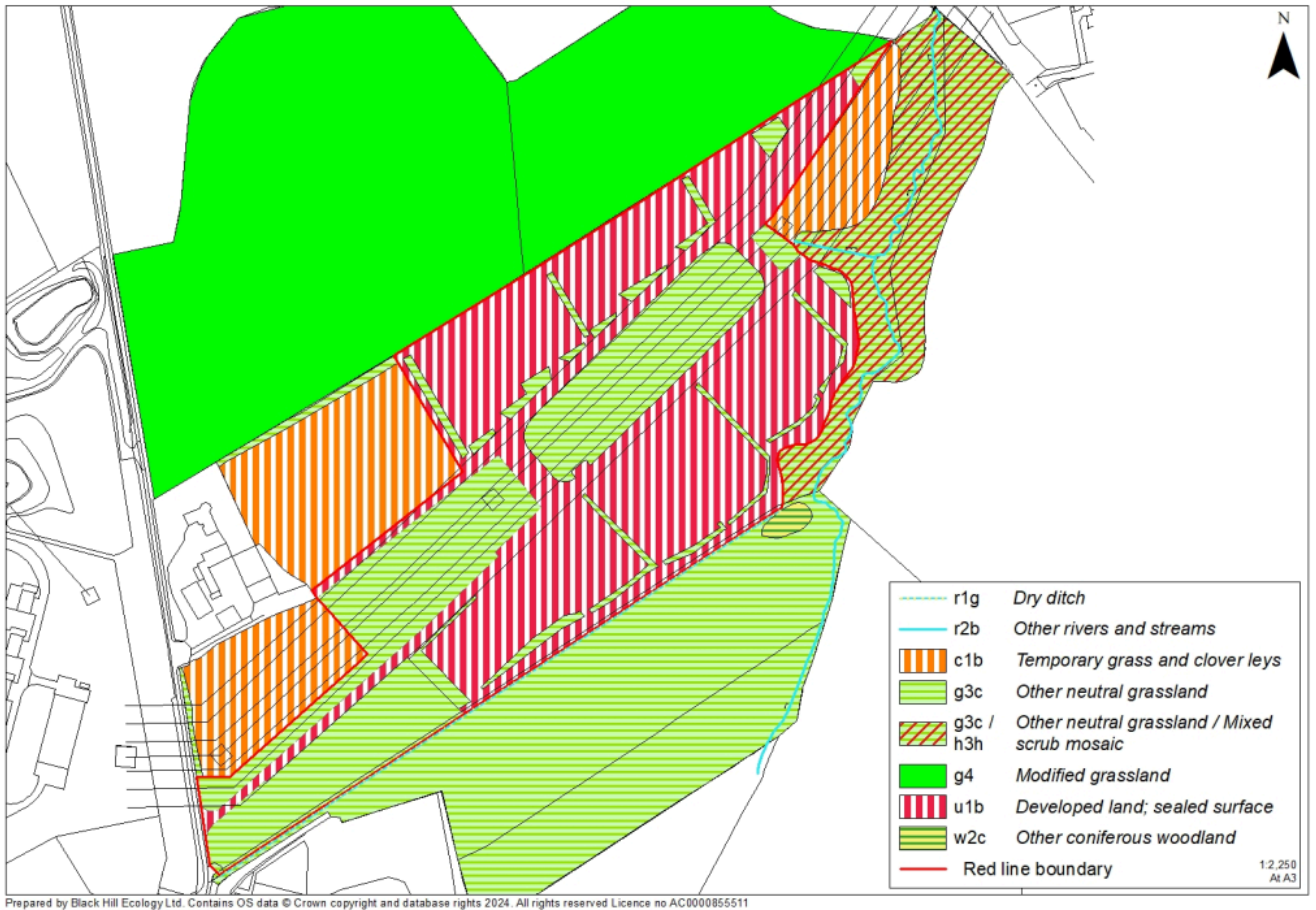 N
r1g Dry ditch
r2b Other rivers and streams
c1b Temporary grass and clover leys
g3c Other neutral grassland
g3c / Other neutral grassland / Mixed
h3h scrub mosaic
g4 Modified grassland
u1b Developed land; sealed surface
w2c Other coniferous woodland
Red line boundary
1:2,250
At A3
Prepared by Black Hill Ecology Ltd. Contains OS data © Crown copyright and database rights 2024. All rights reserved Licence no AC0000855511